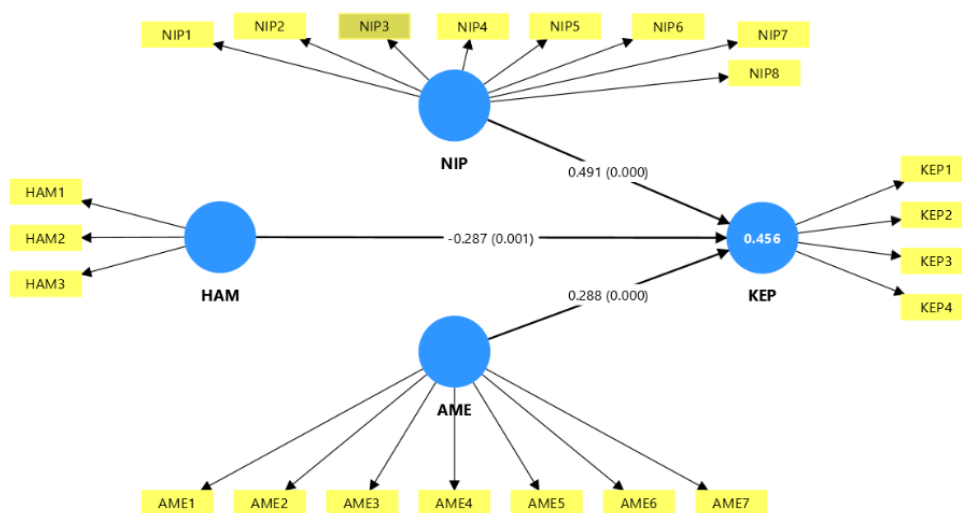 NIP1
NIP2
NIP3
NIP4
NIP5
NIP6
NIP7
NIP8
NIP
0.491 (0.000)
HAM1
HAM2
HAM3
HAM
-0.287 (0.001)
0.456
KEP
KEP1
KEP2
KEP3
KEP4
0.288 (0.000)
AME
AME1
AME2
AME3
AME4
AME5
AME6
AME7